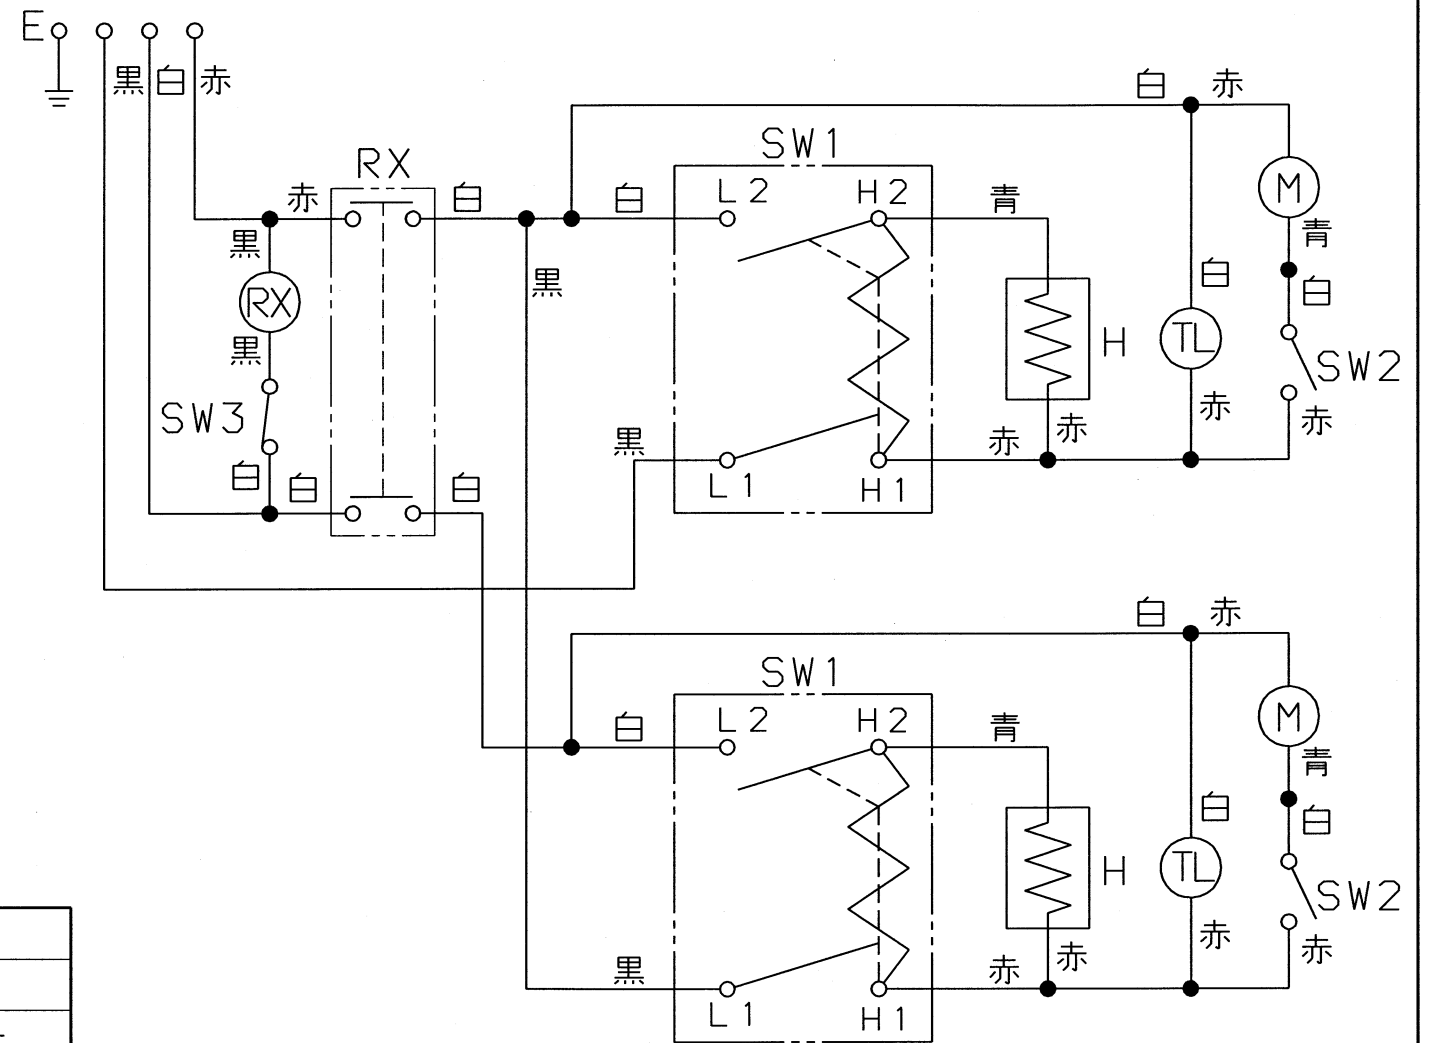 E
黒 白 赤
白 赤
SW1
RX
赤 白 白 L2 H2 青 M
黒 黒 青
RX 白 白
黒 H TL SW2
SW3 赤 赤
黒 赤 赤
白 白 白 L1 H1
白 赤
SW1
白 L2 H2 青 M
青
白 白
H TL SW2
赤 赤
黒 赤 赤
L1 H1